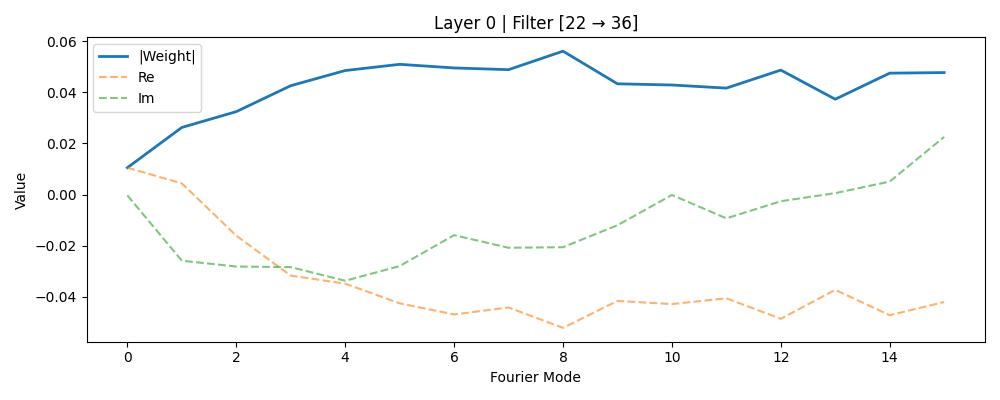 Layer 0 | Filter [22 → 36]
|Weight|
Re
Im
0.06
0.04
0.02
0.00
−0.02
−0.04
Value
0 2 4 6 8 10 12 14
Fourier Mode